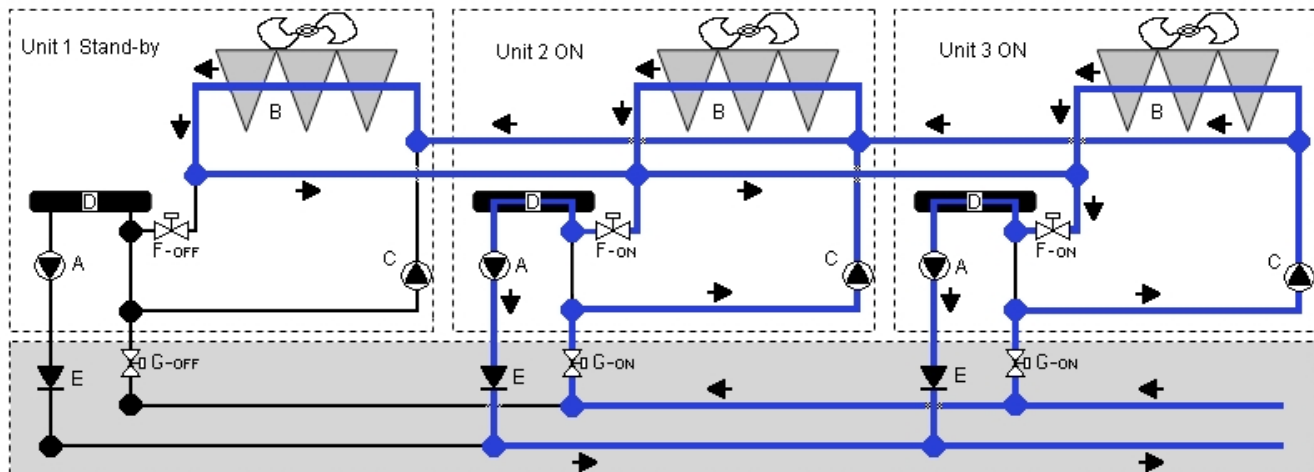 Unit 1 Stand-by
B
D
F-OFF
A
C
G-OFF
E
Unit 2 ON
B
D
F-ON
A
C
G-ON
E
Unit 3 ON
B
D
F-ON
A
C
G-ON
E